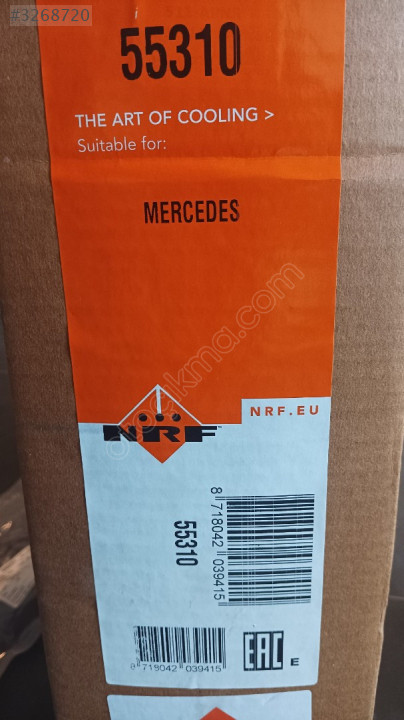 #3268720
55310
THE ART OF COOLING >
Suitable for:
MERCEDES
NRF.EU
NRF
55310
8 718042 039415
8 718042 039415
EAC E